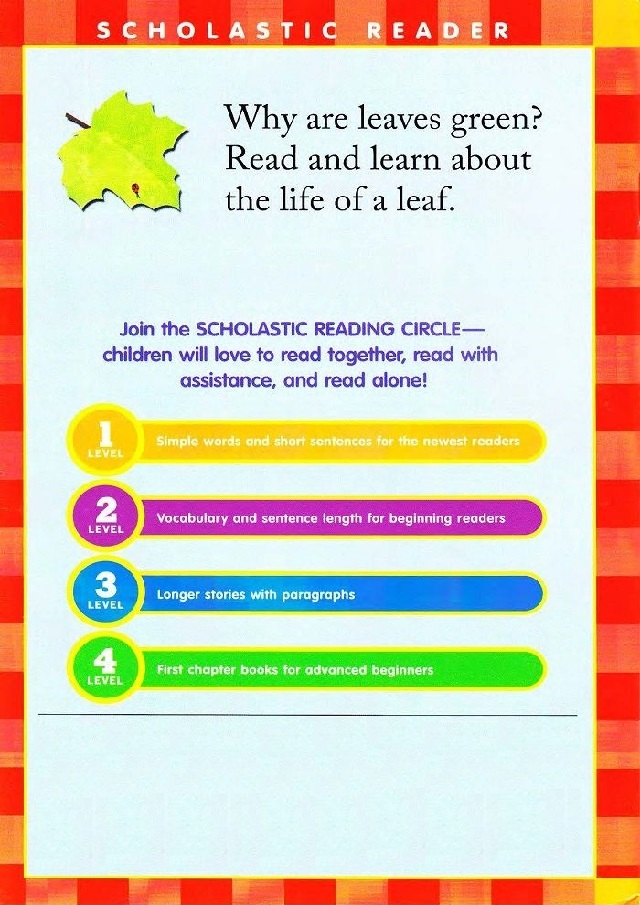 SCHOLASTIC READER
Why are leaves green?
Read and learn about
the life of a leaf.
Join the SCHOLASTIC READING CIRCLE—
children will love to read together, read with
assistance, and read alone!
1
LEVEL
Simple words and short sentences for the newest readers
2
LEVEL
Vocabulary and sentence length for beginning readers
3
LEVEL
Longer stories with paragraphs
4
LEVEL
First chapter books for advanced beginners